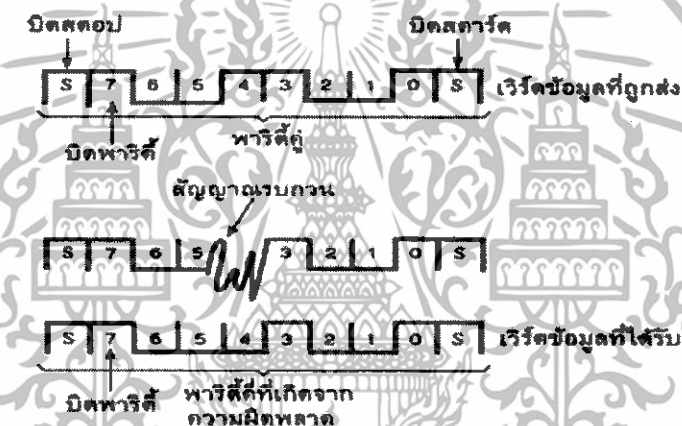 บิตสตอป บิตสตาร์ต
S 7 6 5 4 3 2 1 0 S เวิร์ดข้อมูลที่ถูกส่ง
บิตพาริตี้ พาริตี้คู่
สัญญาณรบกวน
S 7 6 5 3 2 1 0 S
S 7 6 5 4 3 2 1 0 S เวิร์ดข้อมูลที่ได้รับ
บิตพาริตี้ พาริตี้คี่ที่เกิดจาก
ความผิดพลาด